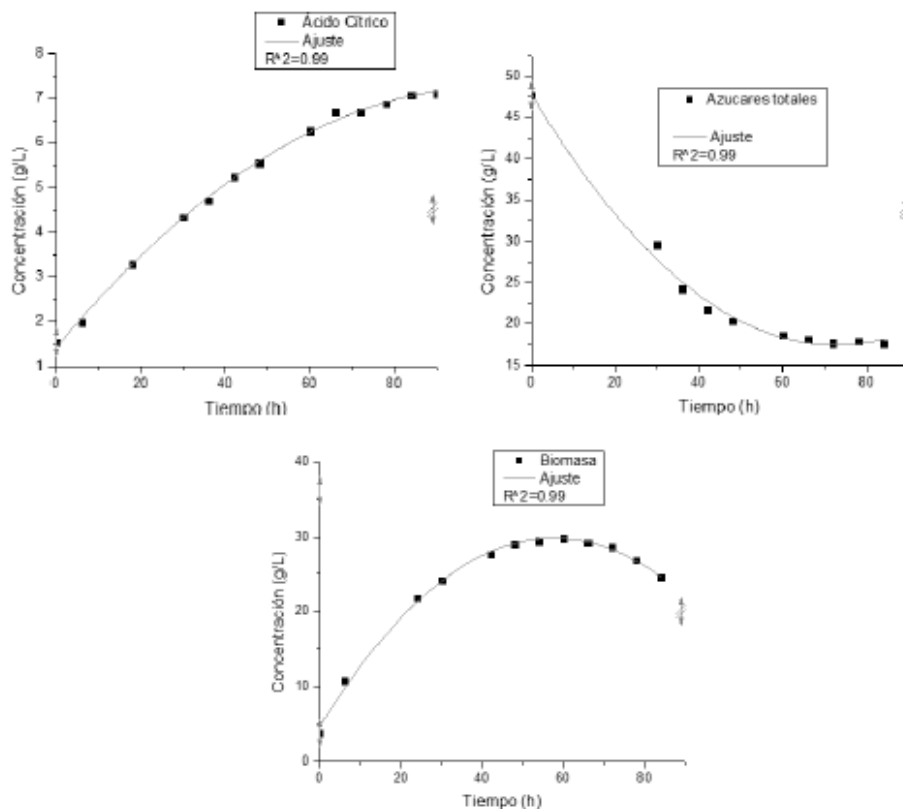 Ácido Cítrico
Ajuste
R^2=0.99
8
7
6
5
4
3
2
1
0
20
40
60
80
Concentración (g/L)
Tiempo (h)
Azucares totales
Ajuste
R^2=0.99
50
45
40
35
30
25
20
15
0
20
40
60
80
Concentración (g/L)
Tiempo (h)
Biomasa
Ajuste
R^2=0.99
40
30
20
10
0
0
20
40
60
80
Concentración (g/L)
Tiempo (h)